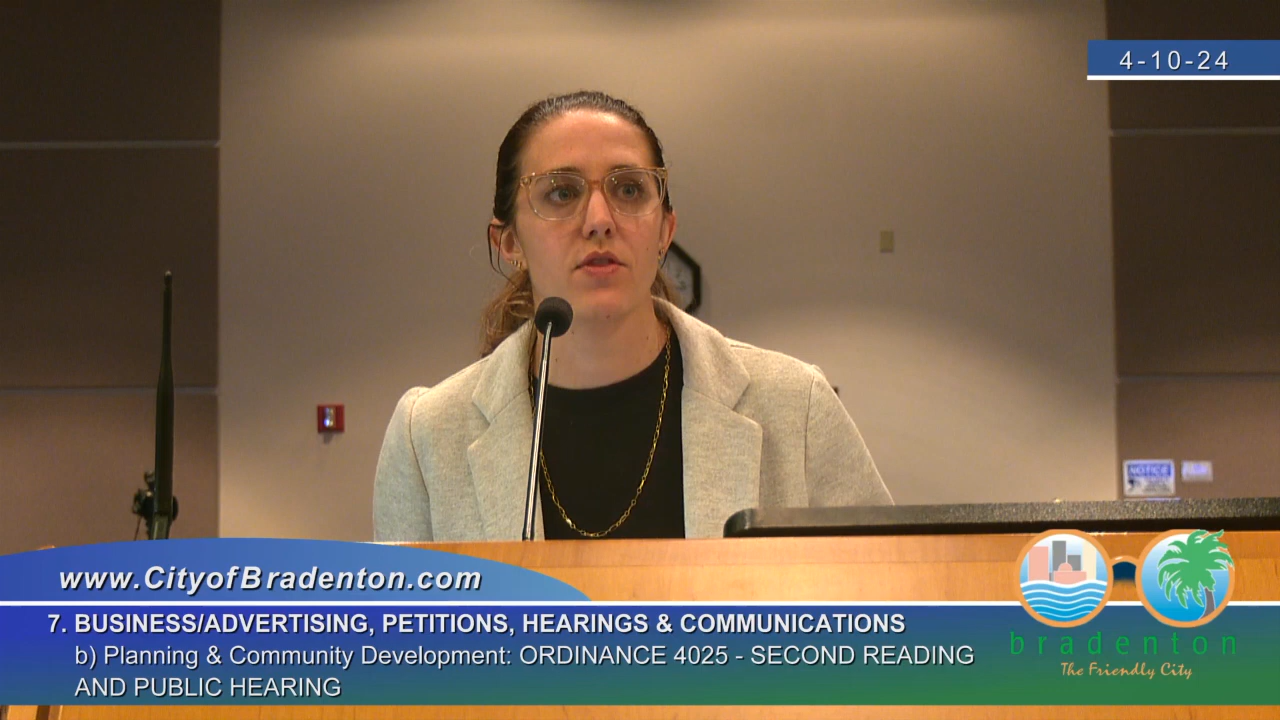 4-10-24
NOTICE
www.CityofBradenton.com
7. BUSINESS/ADVERTISING, PETITIONS, HEARINGS & COMMUNICATIONS
b) Planning & Community Development: ORDINANCE 4025 - SECOND READING
AND PUBLIC HEARING
bradenton
The Friendly City